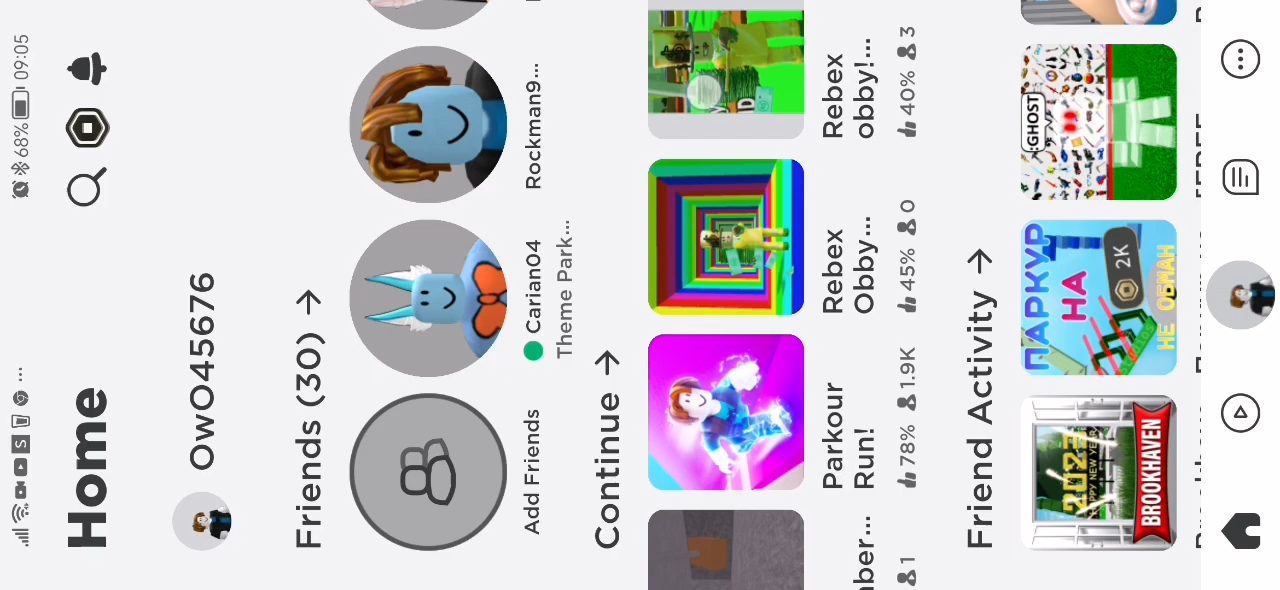 68% 09:05
Home
OwO45676
Friends (30) →
Add Friends
Carian04
Theme Park...
Rockman9...
Continue →
Parkour
Run!
78% 1.9K
Rebex
Obby...
45% 0
Rebex
obby!...
40% 3
1
Friend Activity →
2023
HAPPY NEW YEAR
BROOKHAVEN
ПАРКУР
НА
2K
НЕ ОБМАН
:GHOST